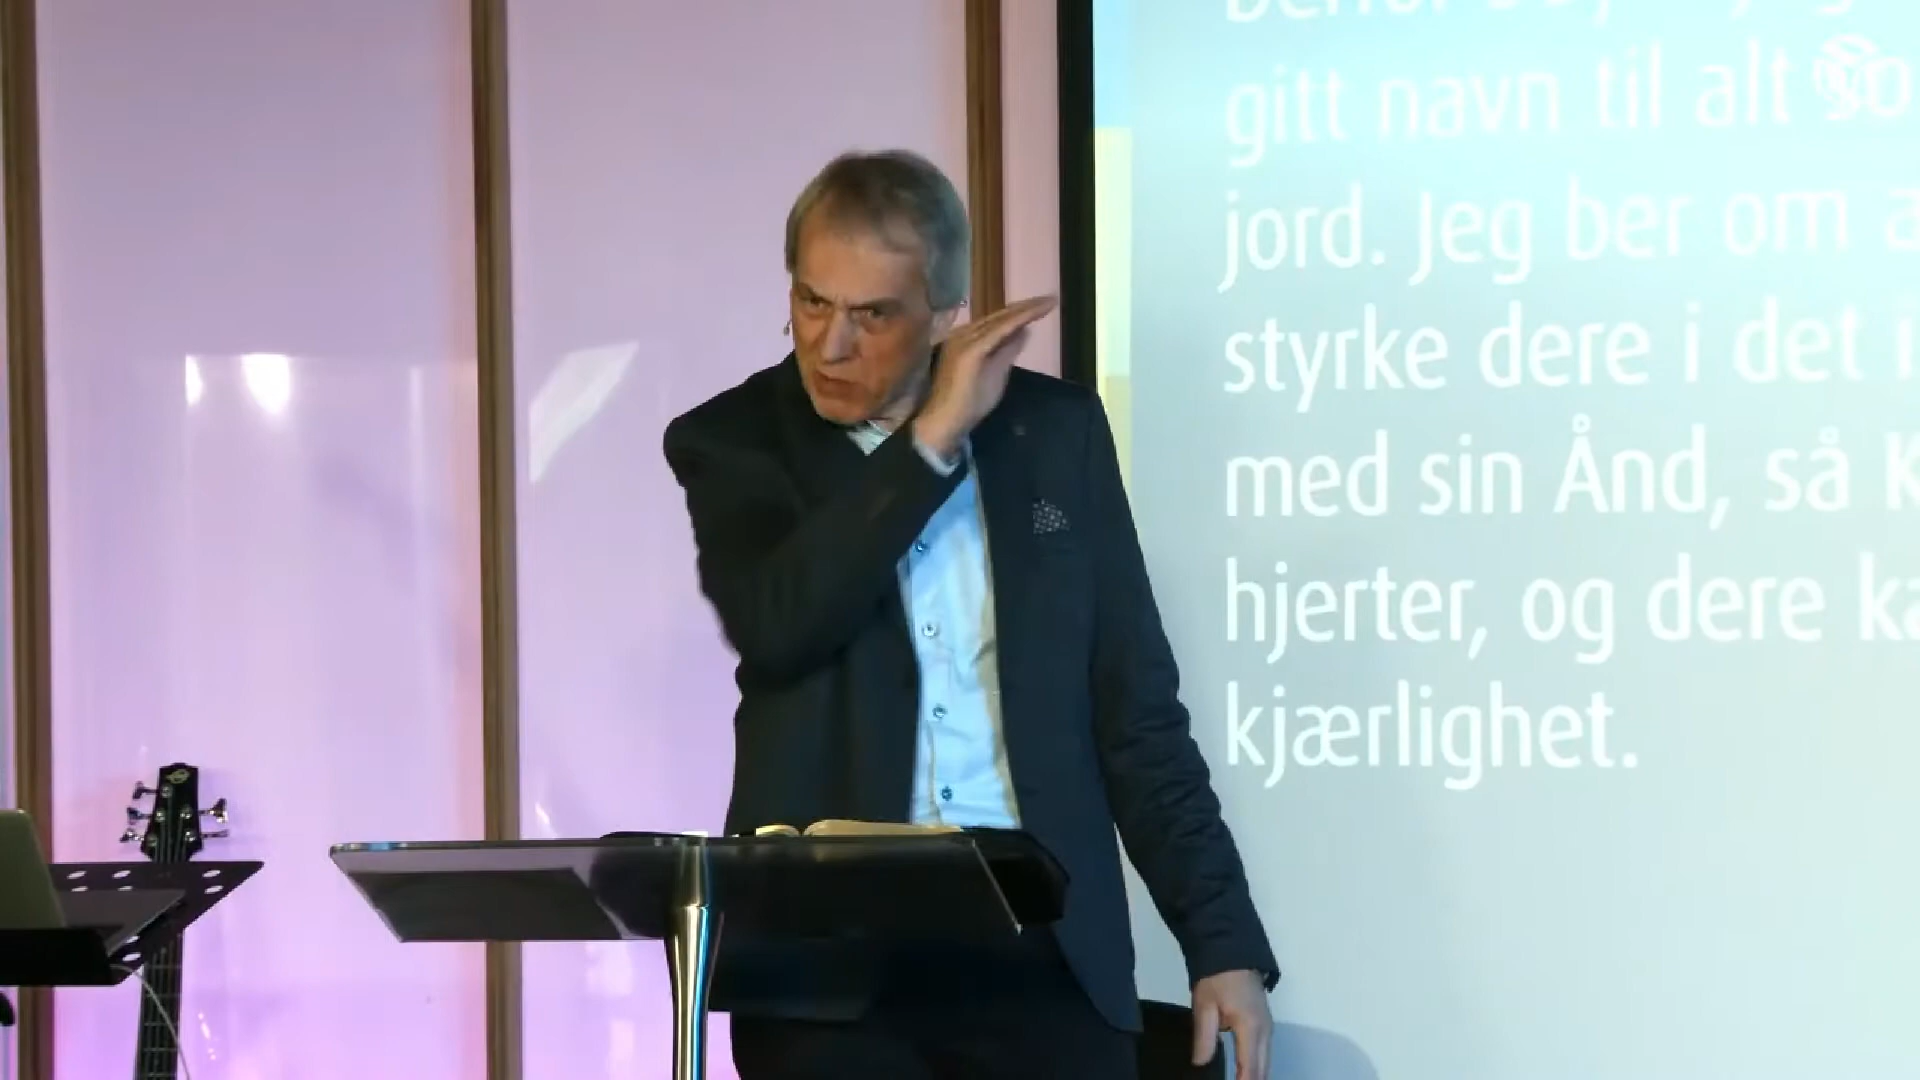 gitt navn til alt
jord. Jeg ber om
styrke dere i det
med sin Ånd, så
hjerter, og dere
kjærlighet.